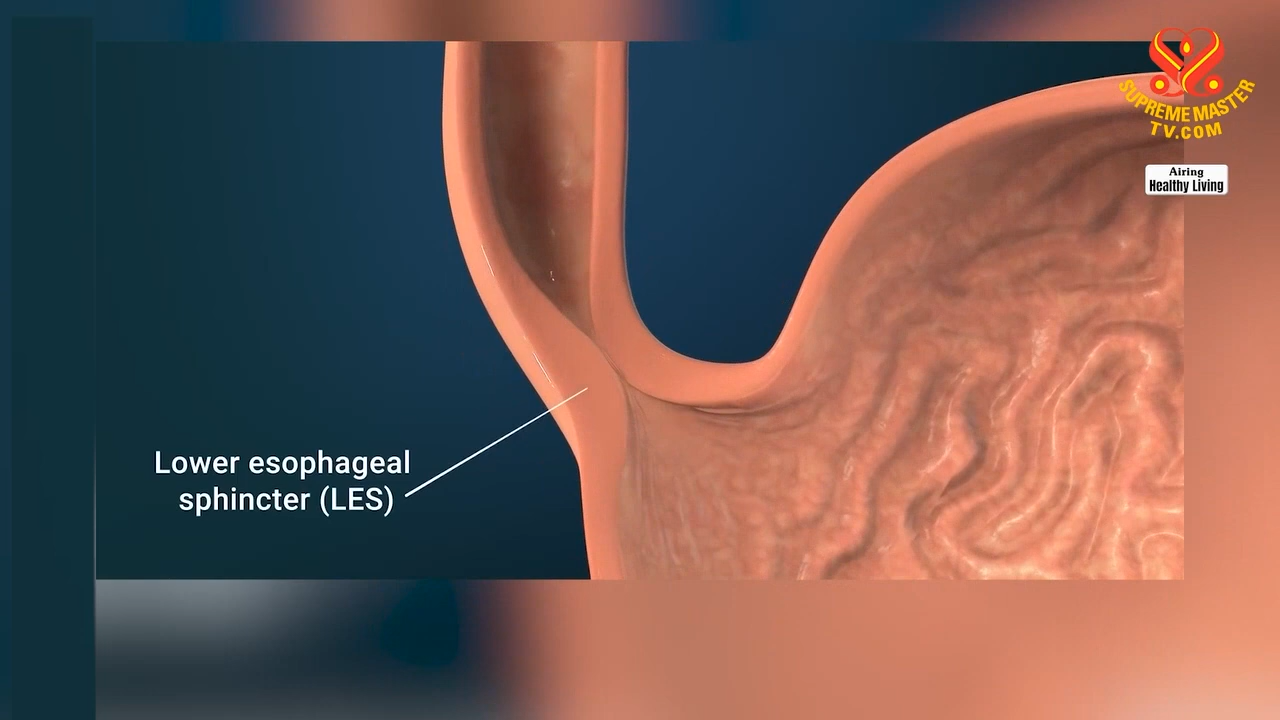 SUPREME MASTER
TV.COM
Airing
Healthy Living
Lower esophageal
sphincter (LES)